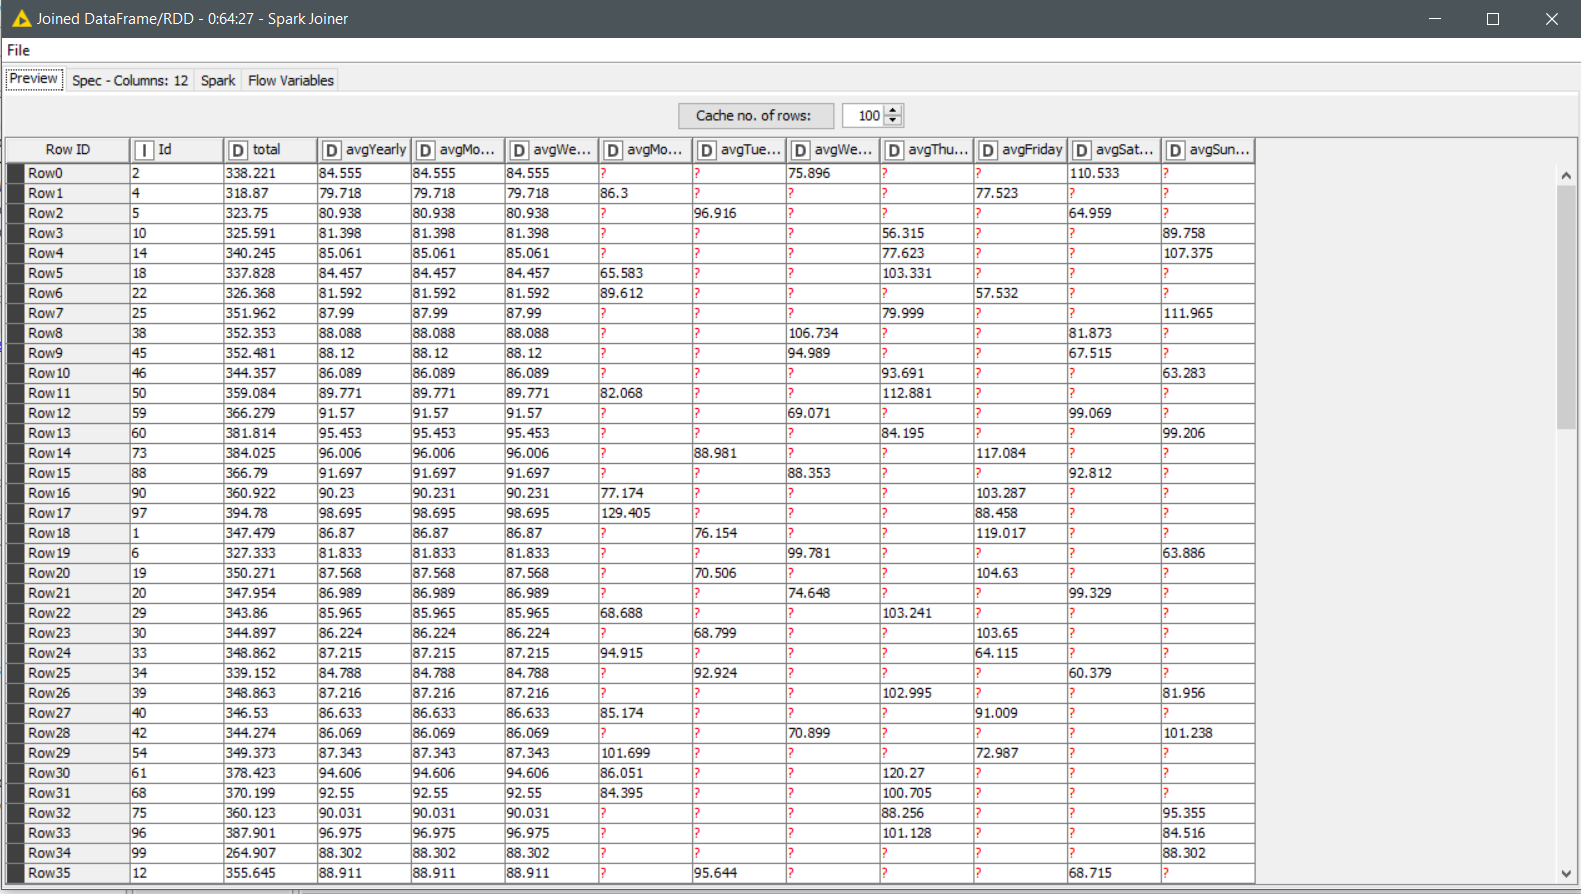 Joined DataFrame/RDD - 0:64:27 - Spark Joiner
File
Preview Spec - Columns: 12 Spark Flow Variables
Cache no. of rows: 100
Row ID I Id D total D avgYearly D avgMo... D avgWe... D avgMo... D avgTue... D avgWe... D avgThu... D avgFriday D avgSat... D avgSun...
Row0 2 338.221 84.555 84.555 84.555 ? ? 75.896 ? ? 110.533 ?
Row1 4 318.87 79.718 79.718 79.718 86.3 ? ? ? 77.523 ? ?
Row2 5 323.75 80.938 80.938 80.938 ? 96.916 ? ? ? 64.959 ?
Row3 10 325.591 81.398 81.398 81.398 ? ? ? 56.315 ? ? 89.758
Row4 14 340.245 85.061 85.061 85.061 ? ? ? 77.623 ? ? 107.375
Row5 18 337.828 84.457 84.457 84.457 65.583 ? ? 103.331 ? ? ?
Row6 22 326.368 81.592 81.592 81.592 89.612 ? ? ? 57.532 ? ?
Row7 25 351.962 87.99 87.99 87.99 ? ? ? 79.999 ? ? 111.965
Row8 38 352.353 88.088 88.088 88.088 ? ? 106.734 ? ? 81.873 ?
Row9 45 352.481 88.12 88.12 88.12 ? ? 94.989 ? ? 67.515 ?
Row10 46 344.357 86.089 86.089 86.089 ? ? ? 93.691 ? ? 63.283
Row11 50 359.084 89.771 89.771 89.771 82.068 ? ? 112.881 ? ? ?
Row12 59 366.279 91.57 91.57 91.57 ? ? 69.071 ? ? 99.069 ?
Row13 60 381.814 95.453 95.453 95.453 ? ? ? 84.195 ? ? 99.206
Row14 73 384.025 96.006 96.006 96.006 ? 88.981 ? ? 117.084 ? ?
Row15 88 366.79 91.697 91.697 91.697 ? ? 88.353 ? ? 92.812 ?
Row16 90 360.922 90.23 90.231 90.231 77.174 ? ? ? 103.287 ? ?
Row17 97 394.78 98.695 98.695 98.695 129.405 ? ? ? 88.458 ? ?
Row18 1 347.479 86.87 86.87 86.87 ? 76.154 ? ? 119.017 ? ?
Row19 6 327.333 81.833 81.833 81.833 ? ? 99.781 ? ? ? 63.886
Row20 19 350.271 87.568 87.568 87.568 ? 70.506 ? ? 104.63 ? ?
Row21 20 347.954 86.989 86.989 86.989 ? ? 74.648 ? ? 99.329 ?
Row22 29 343.86 85.965 85.965 85.965 68.688 ? ? 103.241 ? ? ?
Row23 30 344.897 86.224 86.224 86.224 ? 68.799 ? ? 103.65 ? ?
Row24 33 348.862 87.215 87.215 87.215 94.915 ? ? ? 64.115 ? ?
Row25 34 339.152 84.788 84.788 84.788 ? 92.924 ? ? ? 60.379 ?
Row26 39 348.863 87.216 87.216 87.216 ? ? ? 102.995 ? ? 81.956
Row27 40 346.53 86.633 86.633 86.633 85.174 ? ? ? 91.009 ? ?
Row28 42 344.274 86.069 86.069 86.069 ? ? 70.899 ? ? ? 101.238
Row29 54 349.373 87.343 87.343 87.343 101.699 ? ? ? 72.987 ? ?
Row30 61 378.423 94.606 94.606 94.606 86.051 ? ? 120.27 ? ? ?
Row31 68 370.199 92.55 92.55 92.55 84.395 ? ? 100.705 ? ? ?
Row32 75 360.123 90.031 90.031 90.031 ? ? ? 88.256 ? ? 95.355
Row33 96 387.901 96.975 96.975 96.975 ? ? ? 101.128 ? ? 84.516
Row34 99 264.907 88.302 88.302 88.302 ? ? ? ? ? ? 88.302
Row35 12 355.645 88.911 88.911 88.911 ? 95.644 ? ? ? 68.715 ?